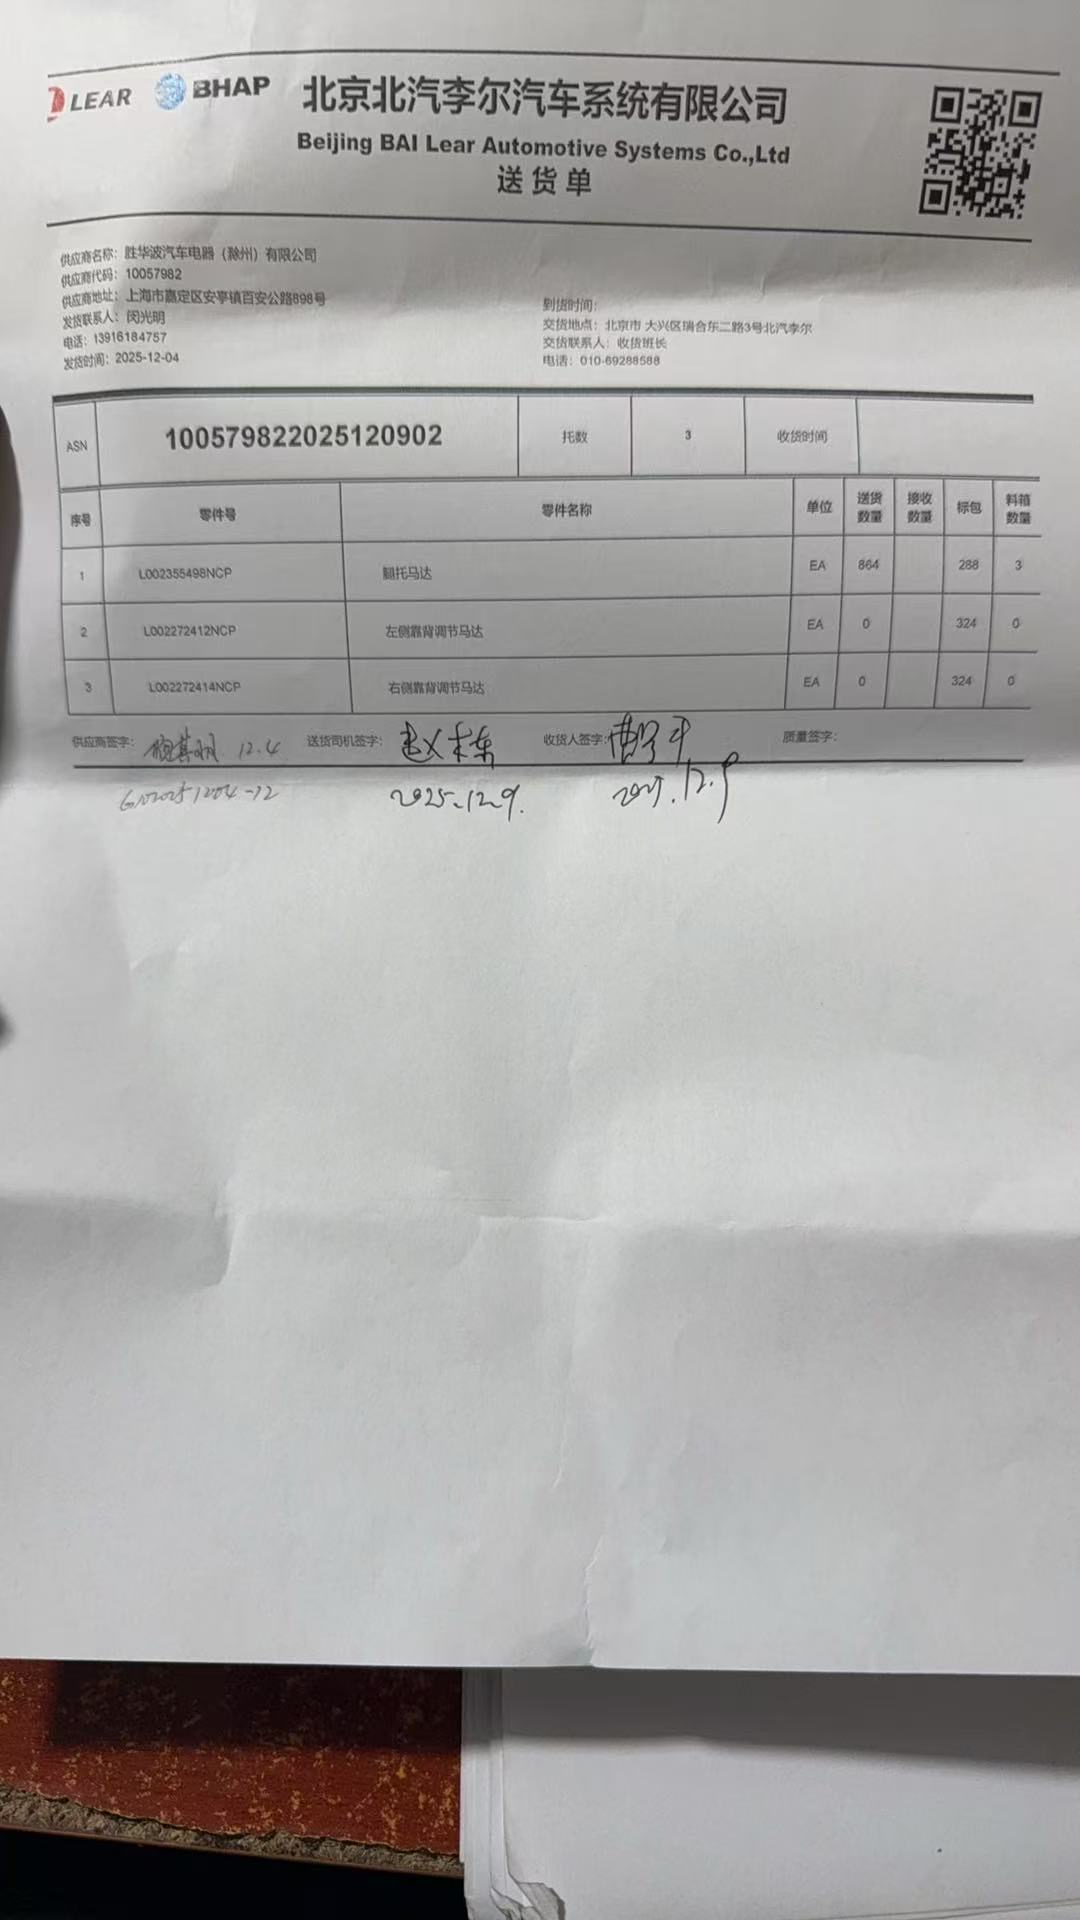 LEAR BHAP 北京北汽李尔汽车系统有限公司
Beijing BAI Lear Automotive Systems Co.,Ltd
送货单
供应商名称: 胜华波汽车电器（滁州）有限公司
供应商代码: 10057982
供应商地址: 上海市嘉定区安亭镇百安公路898号
发货联系人: 闵光明
电话: 13916184757
发货时间: 2025-12-04
到货时间:
交货地点: 北京市 大兴区瑞合东二路3号北汽李尔
交货联系人: 收货班长
电话: 010-69288588
ASN 100579822025120902 托数 3 收货时间
序号 零件号 零件名称 单位 送货数量 接收数量 标包 料箱数量
1 L002355498NCP 腿托马达 EA 864 288 3
2 L002272412NCP 左侧靠背调节马达 EA 0 324 0
3 L002272414NCP 右侧靠背调节马达 EA 0 324 0
供应商签字: 12.4 送货司机签字: 收货人签字: 质量签字:
2025.12.9. 2025.12.9